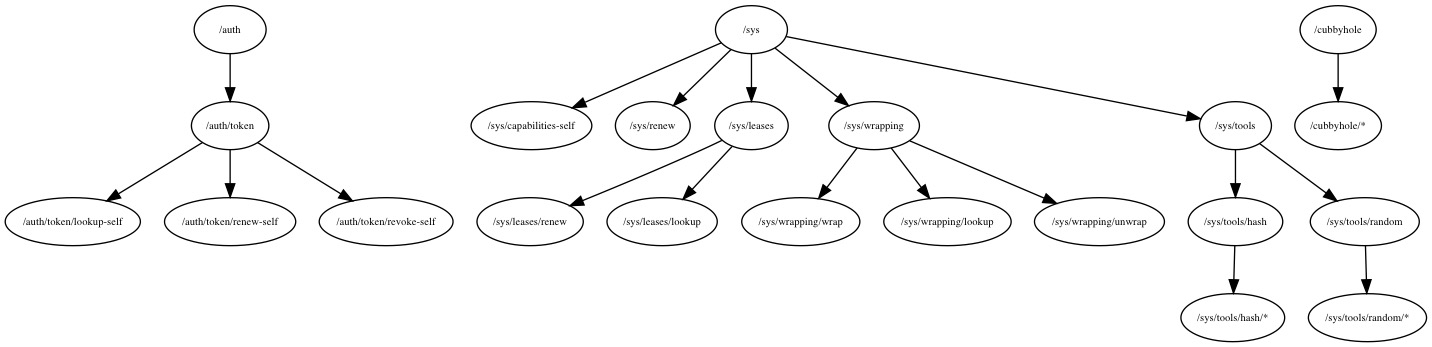 /auth
/sys
/cubbyhole
/auth/token
/sys/capabilities-self
/sys/renew
/sys/leases
/sys/wrapping
/sys/tools
/cubbyhole/*
/auth/token/lookup-self
/auth/token/renew-self
/auth/token/revoke-self
/sys/leases/renew
/sys/leases/lookup
/sys/wrapping/wrap
/sys/wrapping/lookup
/sys/wrapping/unwrap
/sys/tools/hash
/sys/tools/random
/sys/tools/hash/*
/sys/tools/random/*